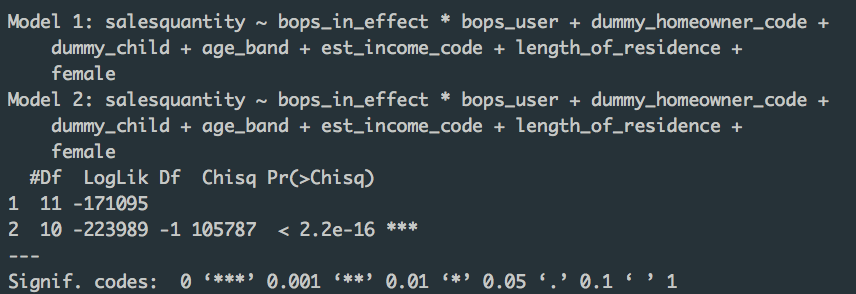 Model 1: salesquantity ~ bops_in_effect * bops_user + dummy_homeowner_code +
    dummy_child + age_band + est_income_code + length_of_residence +
    female
Model 2: salesquantity ~ bops_in_effect * bops_user + dummy_homeowner_code +
    dummy_child + age_band + est_income_code + length_of_residence +
    female
  #Df  LogLik Df  Chisq Pr(>Chisq)
1  11 -171095
2  10 -223989 -1 105787  < 2.2e-16 ***
---
Signif. codes:  0 ‘***’ 0.001 ‘**’ 0.01 ‘*’ 0.05 ‘.’ 0.1 ‘ ’ 1